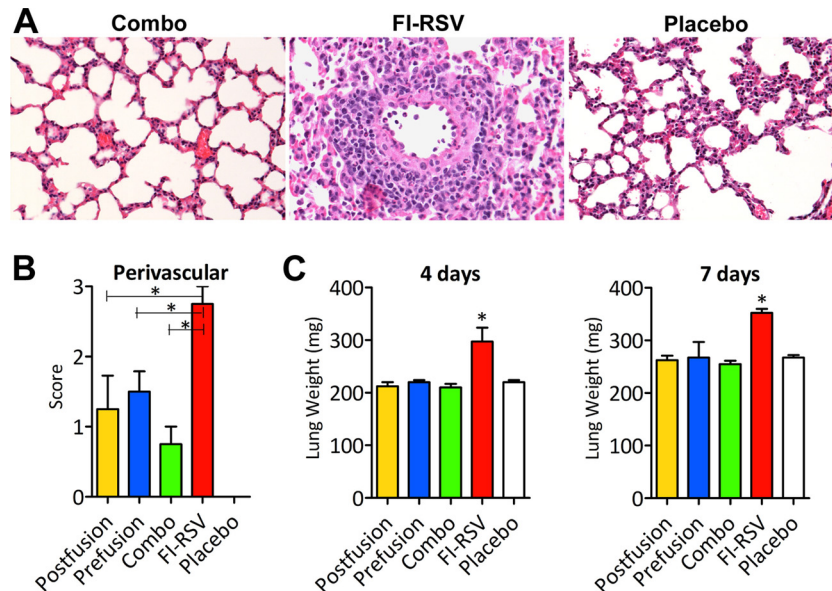 A
Combo
FI-RSV
Placebo
B
Perivascular
3
2
1
0
Score
*
*
*
Postfusion
Prefusion
Combo
FI-RSV
Placebo
C
4 days
400
300
200
100
0
Lung Weight (mg)
*
Postfusion
Prefusion
Combo
FI-RSV
Placebo
7 days
400
300
200
100
0
Lung Weight (mg)
*
Postfusion
Prefusion
Combo
FI-RSV
Placebo